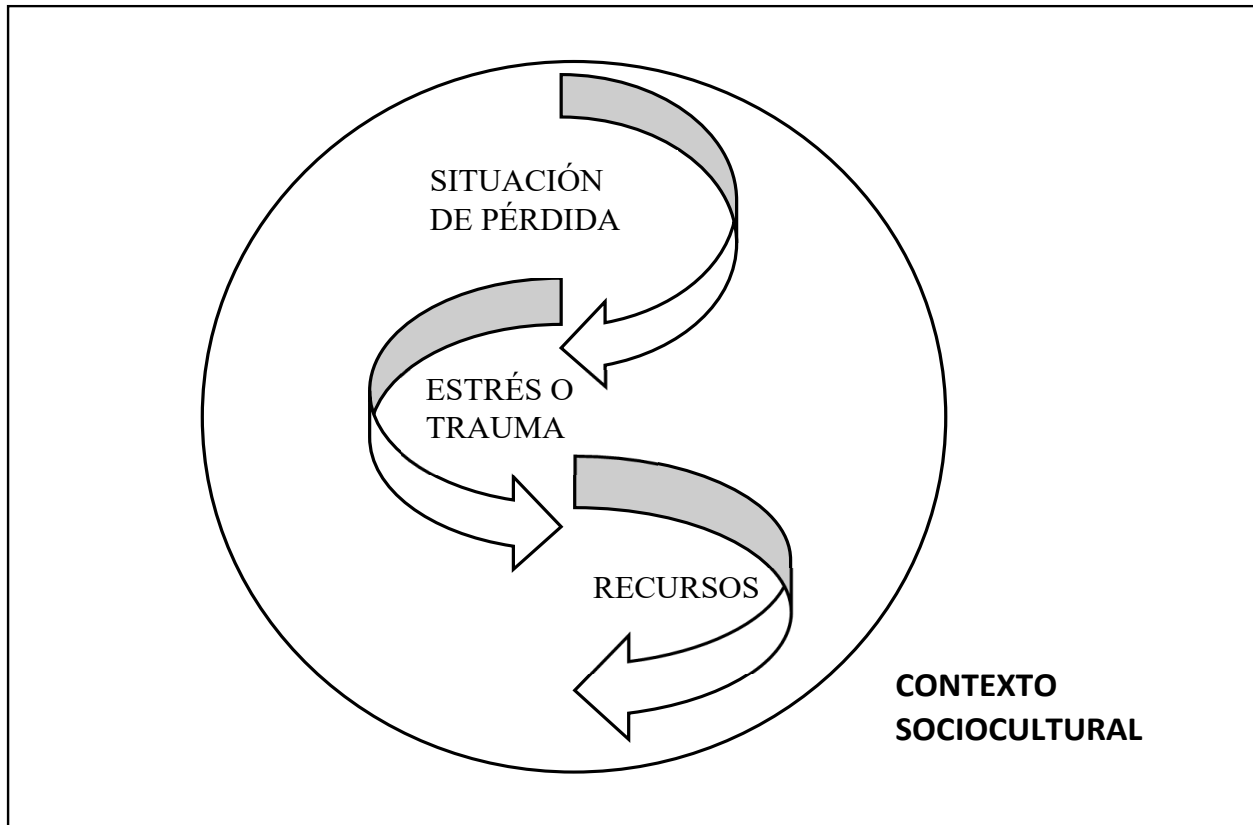 SITUACIÓN
DE PÉRDIDA
ESTRÉS O
TRAUMA
RECURSOS
CONTEXTO
SOCIOCULTURAL